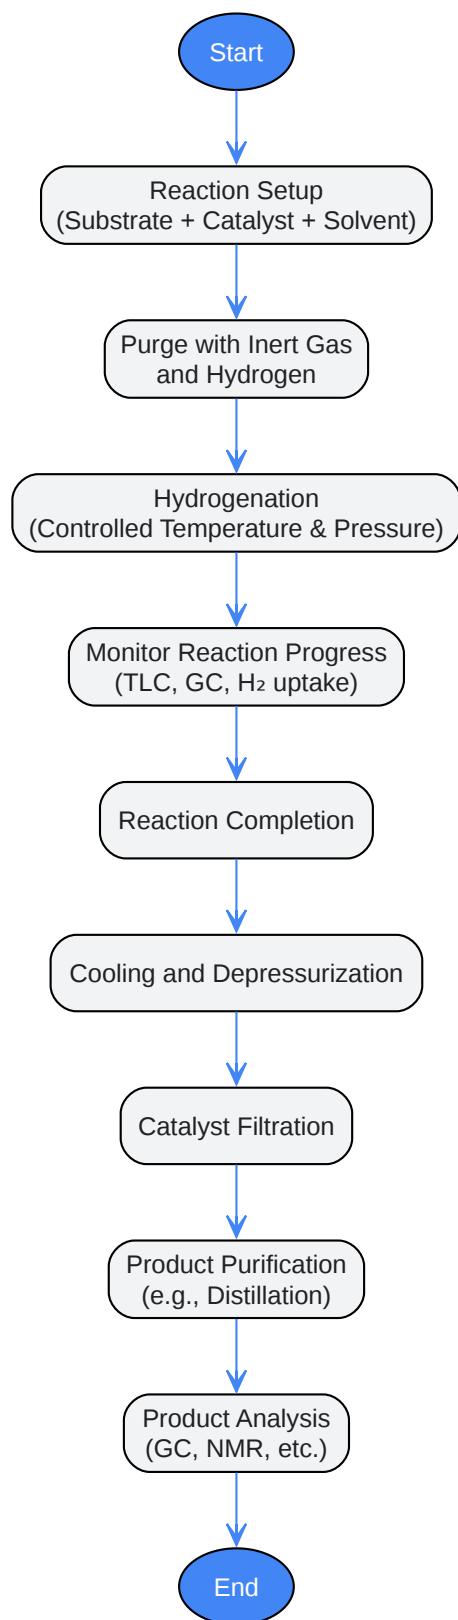 Start
Reaction Setup
(Substrate + Catalyst + Solvent)
Purge with Inert Gas
and Hydrogen
Hydrogenation
(Controlled Temperature & Pressure)
Monitor Reaction Progress
(TLC, GC, H₂ uptake)
Reaction Completion
Cooling and Depressurization
Catalyst Filtration
Product Purification
(e.g., Distillation)
Product Analysis
(GC, NMR, etc.)
End